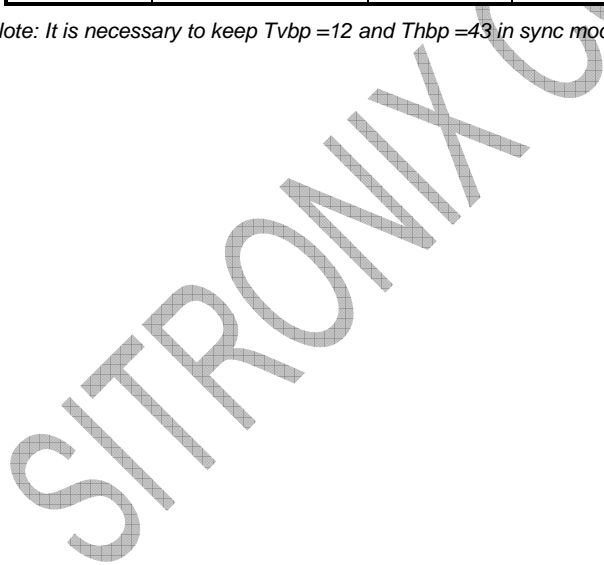 lote: It is necessary to keep Tvbp =12 and Thbp =43 in sync mod
SITRONIX